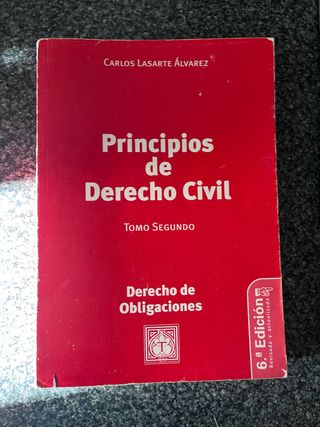 Carlos Lasarte Álvarez
Principios
de
Derecho Civil
Tomo Segundo
Derecho de
Obligaciones
6.ª Edición
Revisada y actualizada